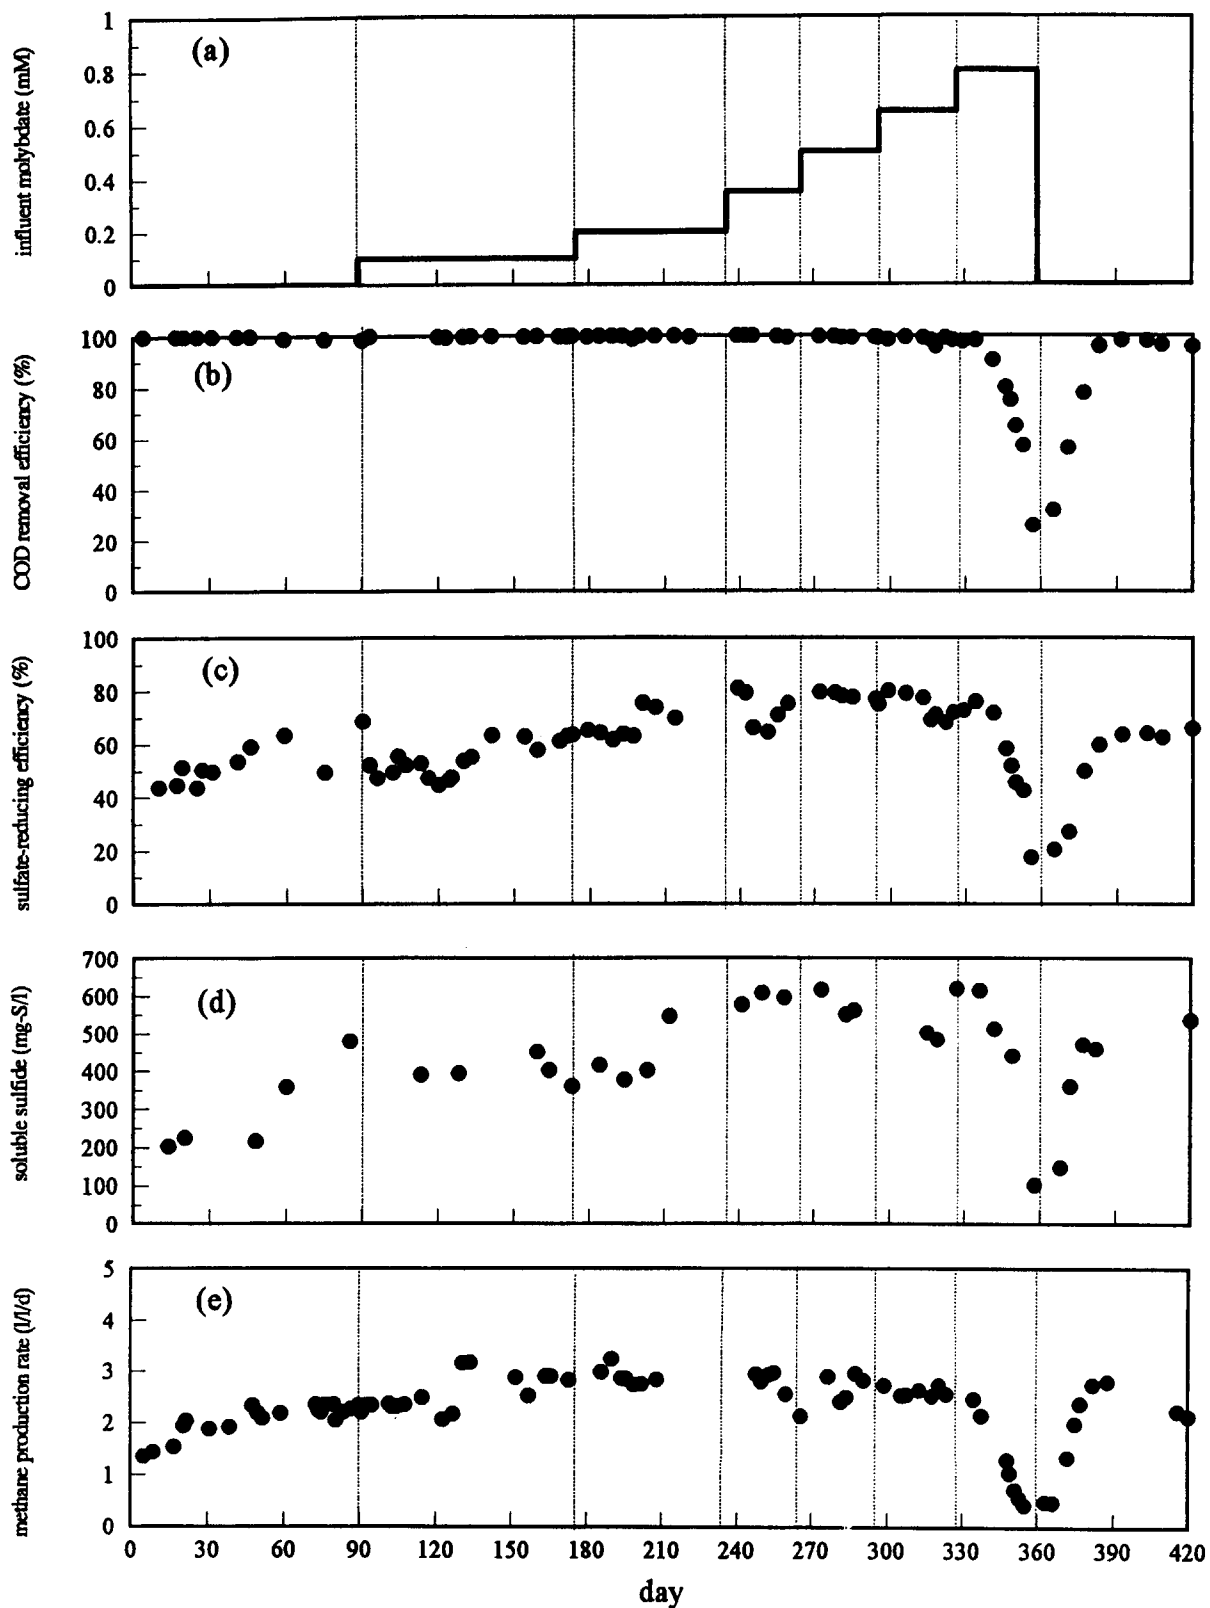 (a)
influent molybdate (mM)
1
0.8
0.6
0.4
0.2
0
(b)
COD removal efficiency (%)
100
80
60
40
20
0
(c)
sulfate-reducing efficiency (%)
100
80
60
40
20
0
(d)
soluble sulfide (mg-S/l)
700
600
500
400
300
200
100
0
(e)
methane production rate (l/l/d)
5
4
3
2
1
0
0 30 60 90 120 150 180 210 240 270 300 330 360 390 420
day